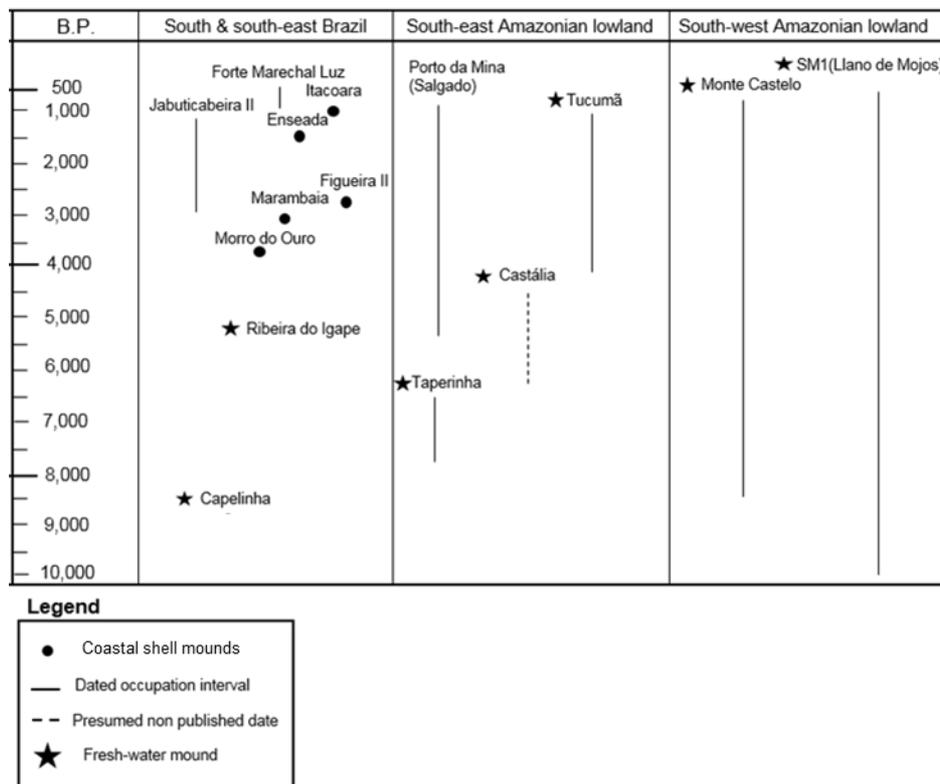 B.P.
South & south-east Brazil
South-east Amazonian lowland
South-west Amazonian lowland
500
1,000
2,000
3,000
4,000
5,000
6,000
7,000
8,000
9,000
10,000
Forte Marechal Luz
Itacoara
Jabuticabeira II
Enseada
Figueira II
Marambaia
Morro do Ouro
Ribeira do Igape
Capelinha
Porto da Mina
(Salgado)
Tucumã
Castália
Taperinha
SM1(Llano de Mojos)
Monte Castelo
Legend
Coastal shell mounds
Dated occupation interval
Presumed non published date
Fresh-water mound